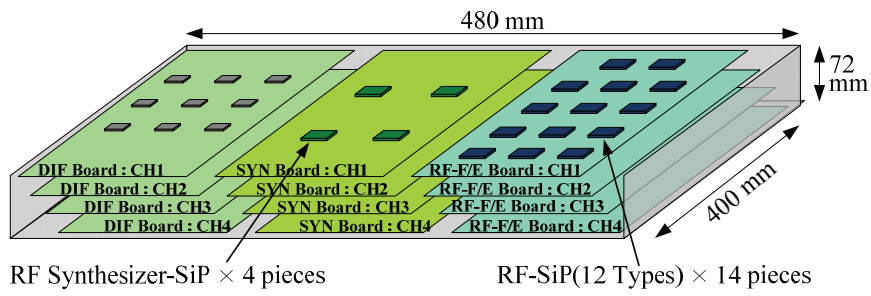 480 mm
72
mm
400 mm
DIF Board : CH1
SYN Board : CH1
RF-F/E Board : CH1
DIF Board : CH2
SYN Board : CH2
RF-F/E Board : CH2
DIF Board : CH3
SYN Board : CH3
RF-F/E Board : CH3
DIF Board : CH4
SYN Board : CH4
RF-F/E Board : CH4
RF Synthesizer-SiP × 4 pieces
RF-SiP(12 Types) × 14 pieces